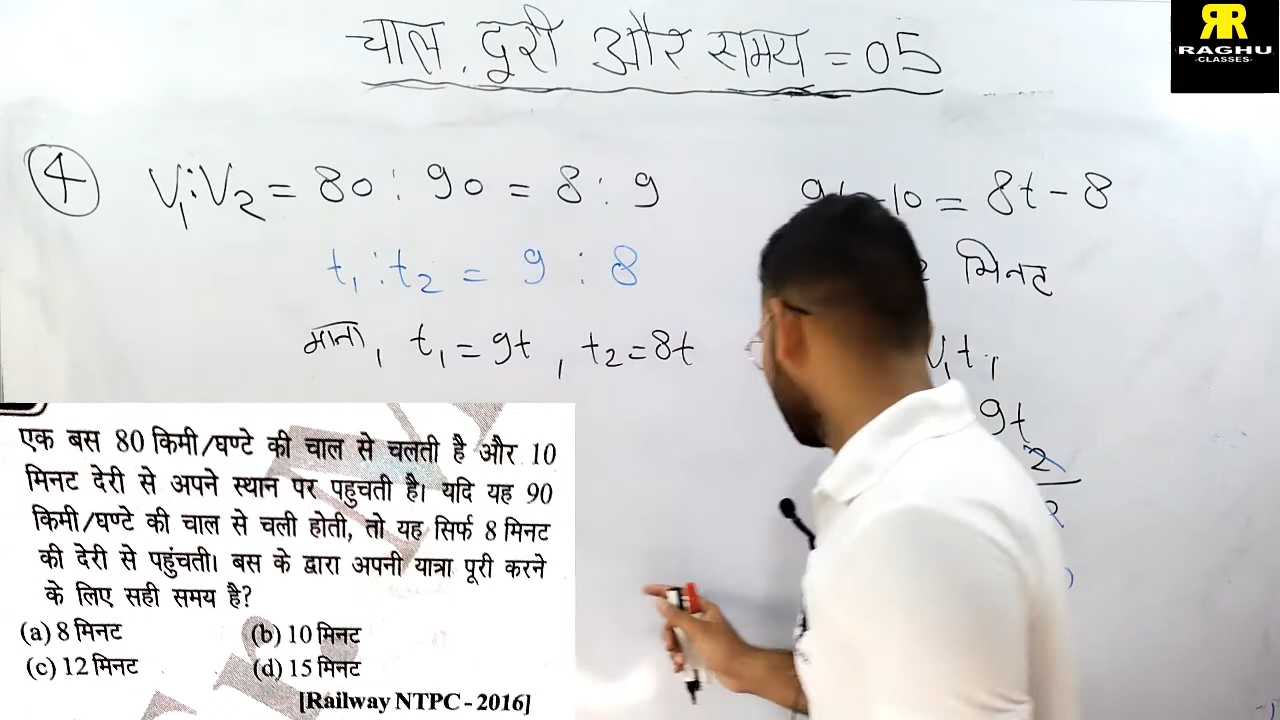 चाल, दूरी और समय = 05
RAGHU
-CLASSES-
4 V₁:V₂ = 80 : 90 = 8 : 9
t₁ : t₂ = 9 : 8
माना, t₁ = 9t, t₂ = 8t
-10 = 8t - 8
मिनट
9t
2
एक बस 80 किमी/घण्टे की चाल से चलती है और 10
मिनट देरी से अपने स्थान पर पहुचती है। यदि यह 90
किमी/घण्टे की चाल से चली होती, तो यह सिर्फ 8 मिनट
की देरी से पहुंचती। बस के द्वारा अपनी यात्रा पूरी करने
के लिए सही समय है?
(a) 8 मिनट (b) 10 मिनट
(c) 12 मिनट (d) 15 मिनट
[Railway NTPC - 2016]